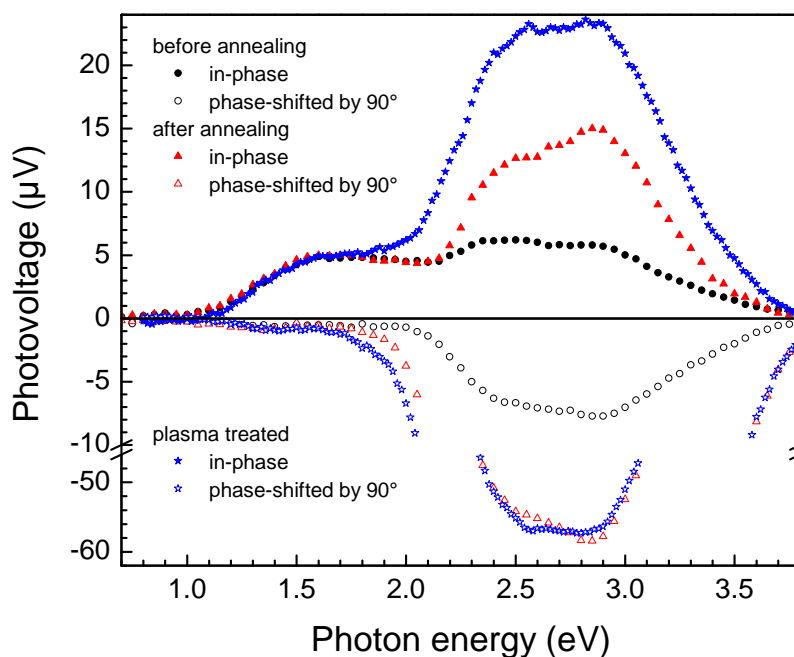 before annealing
in-phase
phase-shifted by 90°
after annealing
in-phase
phase-shifted by 90°
plasma treated
in-phase
phase-shifted by 90°
Photovoltage (µV)
20
15
10
5
0
-5
-10
-50
-60
1.0 1.5 2.0 2.5 3.0 3.5
Photon energy (eV)